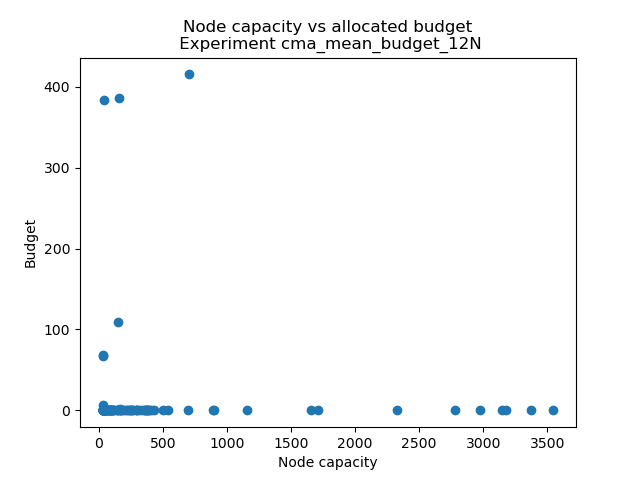 Node capacity vs allocated budget
Experiment cma_mean_budget_12N
400
300
200
100
0
Budget
0 500 1000 1500 2000 2500 3000 3500
Node capacity